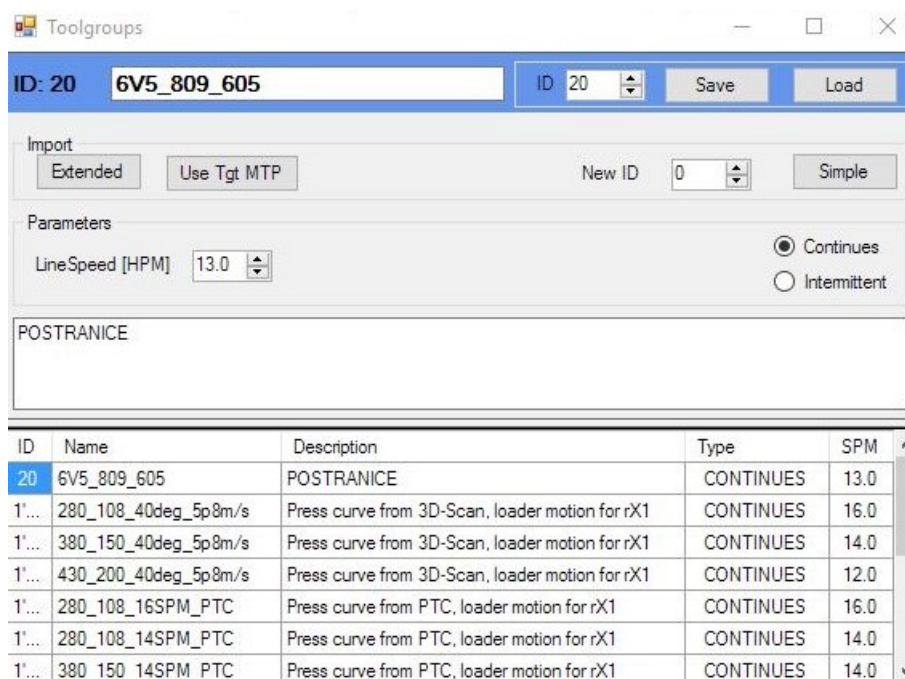 Toolgroups
ID: 20 6V5_809_605 ID 20 Save Load
Import
Extended Use Tgt MTP New ID 0 Simple
Parameters
LineSpeed [HPM] 13.0
Continues
Intermittent
POSTRANICE
ID Name Description Type SPM
20 6V5_809_605 POSTRANICE CONTINUES 13.0
1'... 280_108_40deg_5p8m/s Press curve from 3D-Scan, loader motion for rX1 CONTINUES 16.0
1'... 380_150_40deg_5p8m/s Press curve from 3D-Scan, loader motion for rX1 CONTINUES 14.0
1'... 430_200_40deg_5p8m/s Press curve from 3D-Scan, loader motion for rX1 CONTINUES 12.0
1'... 280_108_16SPM_PTC Press curve from PTC, loader motion for rX1 CONTINUES 16.0
1'... 280_108_14SPM_PTC Press curve from PTC, loader motion for rX1 CONTINUES 14.0
1'... 380_150_14SPM_PTC Press curve from PTC, loader motion for rX1 CONTINUES 14.0